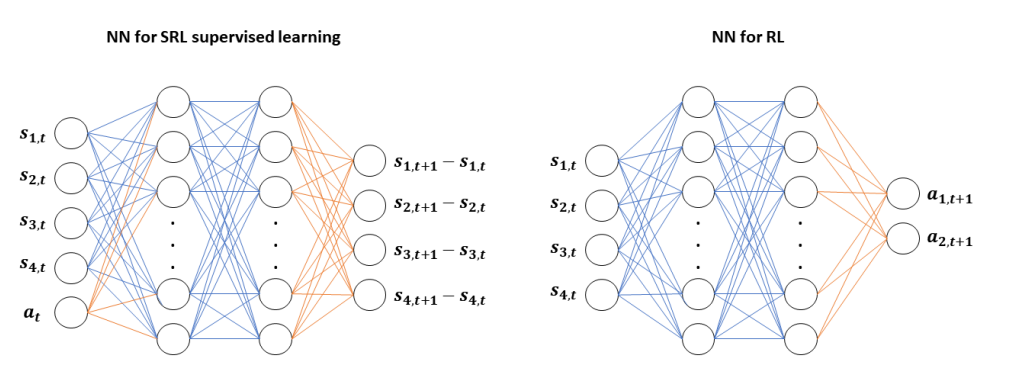 NN for SRL supervised learning
s1,t
s2,t
s3,t
s4,t
at
s1,t+1 − s1,t
s2,t+1 − s2,t
s3,t+1 − s3,t
s4,t+1 − s4,t
NN for RL
s1,t
s2,t
s3,t
s4,t
a1,t+1
a2,t+1